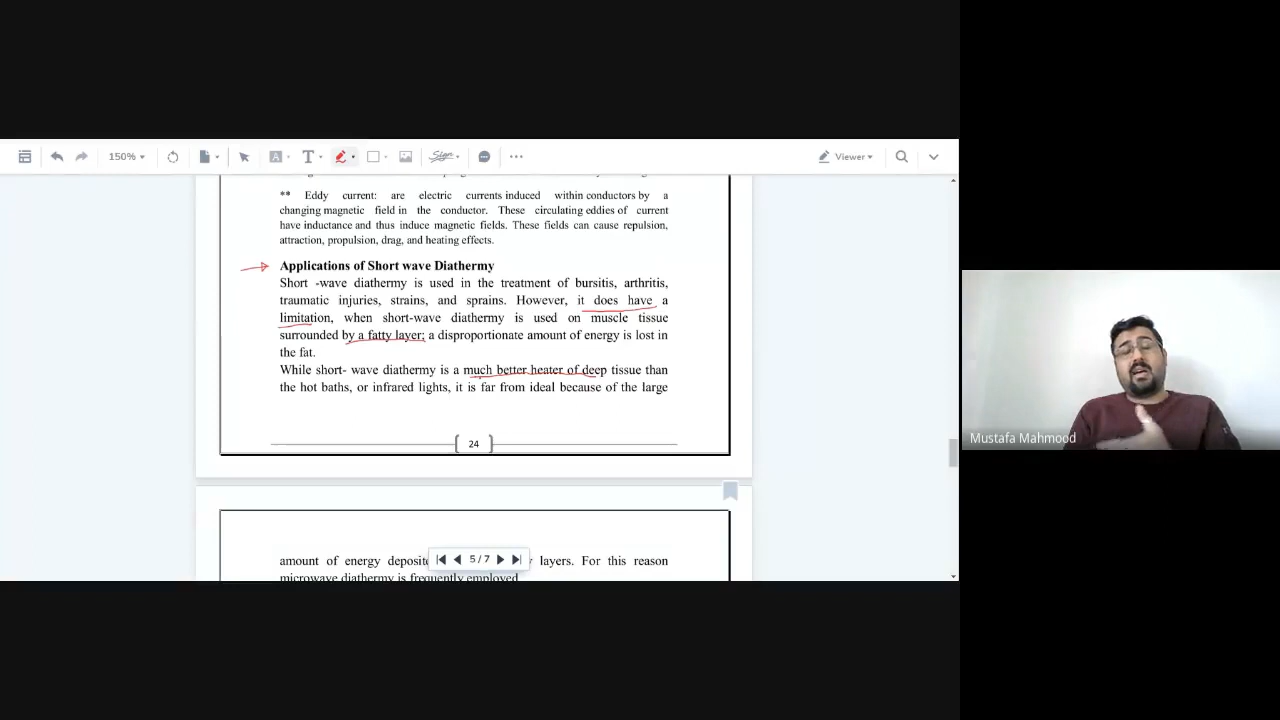 150%
T
Sign
Viewer
** Eddy current: are electric currents induced within conductors by a
changing magnetic field in the conductor. These circulating eddies of current
have inductance and thus induce magnetic fields. These fields can cause repulsion,
attraction, propulsion, drag, and heating effects.
Applications of Short wave Diathermy
Short -wave diathermy is used in the treatment of bursitis, arthritis,
traumatic injuries, strains, and sprains. However, it does have a
limitation, when short-wave diathermy is used on muscle tissue
surrounded by a fatty layer; a disproportionate amount of energy is lost in
the fat.
While short- wave diathermy is a much better heater of deep tissue than
the hot baths, or infrared lights, it is far from ideal because of the large
24
amount of energy layers. For this reason
5 / 7
microwave diathermy is frequently employed
Mustafa Mahmood